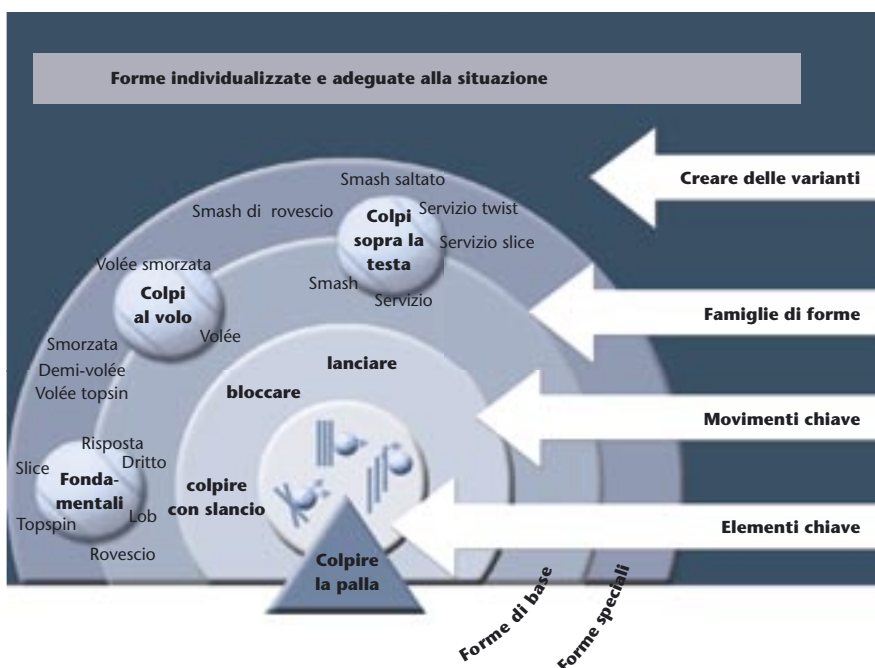 Forme individualizzate e adeguate alla situazione
Creare delle varianti
Smash saltato
Smash di rovescio
Colpi
sopra la
testa
Servizio twist
Servizio slice
Smash
Servizio
Famiglie di forme
Volée smorzata
Colpi
al volo
Volée
Smorzata
Demi-volée
Volée topsin
lanciare
bloccare
Movimenti chiave
Risposta
Slice
Dritto
Fonda-
mentali
Topspin
Lob
Rovescio
colpire
con slancio
Elementi chiave
Colpire
la palla
Forme di base
Forme speciali